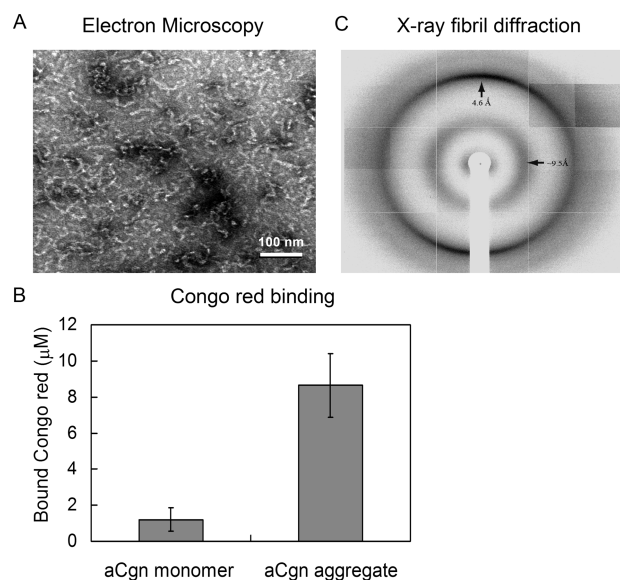 A
Electron Microscopy
100 nm
C
X-ray fibril diffraction
4.6 Å
~9.5Å
B
Congo red binding
Bound Congo red (μM)
12
10
8
6
4
2
0
aCgn monomer
aCgn aggregate